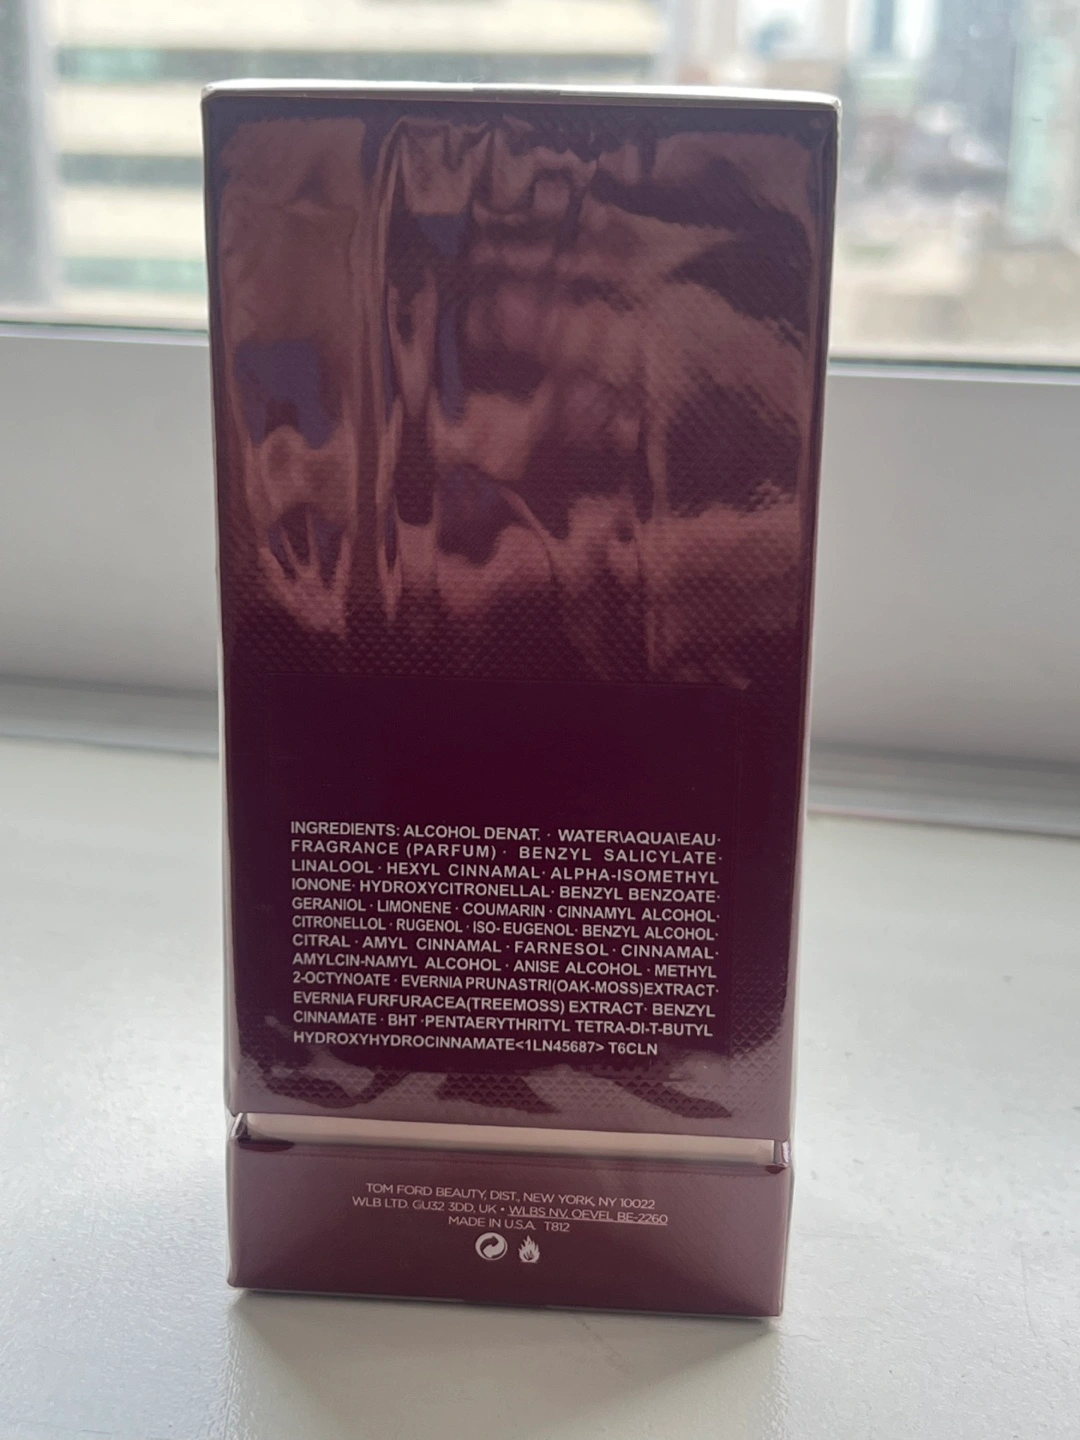 INGREDIENTS: ALCOHOL DENAT. · WATER\AQUA\EAU·
FRAGRANCE (PARFUM) · BENZYL SALICYLATE·
LINALOOL · HEXYL CINNAMAL· ALPHA-ISOMETHYL
IONONE· HYDROXYCITRONELLAL· BENZYL BENZOATE·
GERANIOL · LIMONENE · COUMARIN · CINNAMYL ALCOHOL·
CITRONELLOL · RUGENOL · ISO-EUGENOL· BENZYL ALCOHOL·
CITRAL · AMYL CINNAMAL · FARNESOL · CINNAMAL·
AMYLCIN-NAMYL ALCOHOL · ANISE ALCOHOL · METHYL
2-OCTYNOATE · EVERNIA PRUNASTRI(OAK-MOSS)EXTRACT·
EVERNIA FURFURACEA(TREEMOSS) EXTRACT· BENZYL
CINNAMATE · BHT ·PENTAERYTHRITYL TETRA-DI-T-BUTYL
HYDROXYHYDROCINNAMATE<1LN45687> T6CLN
TOM FORD BEAUTY, DIST., NEW YORK, NY 10022
WLB LTD. GU32 3DD, UK • WLBS NV, OEVEL BE-2260
MADE IN U.S.A. T812